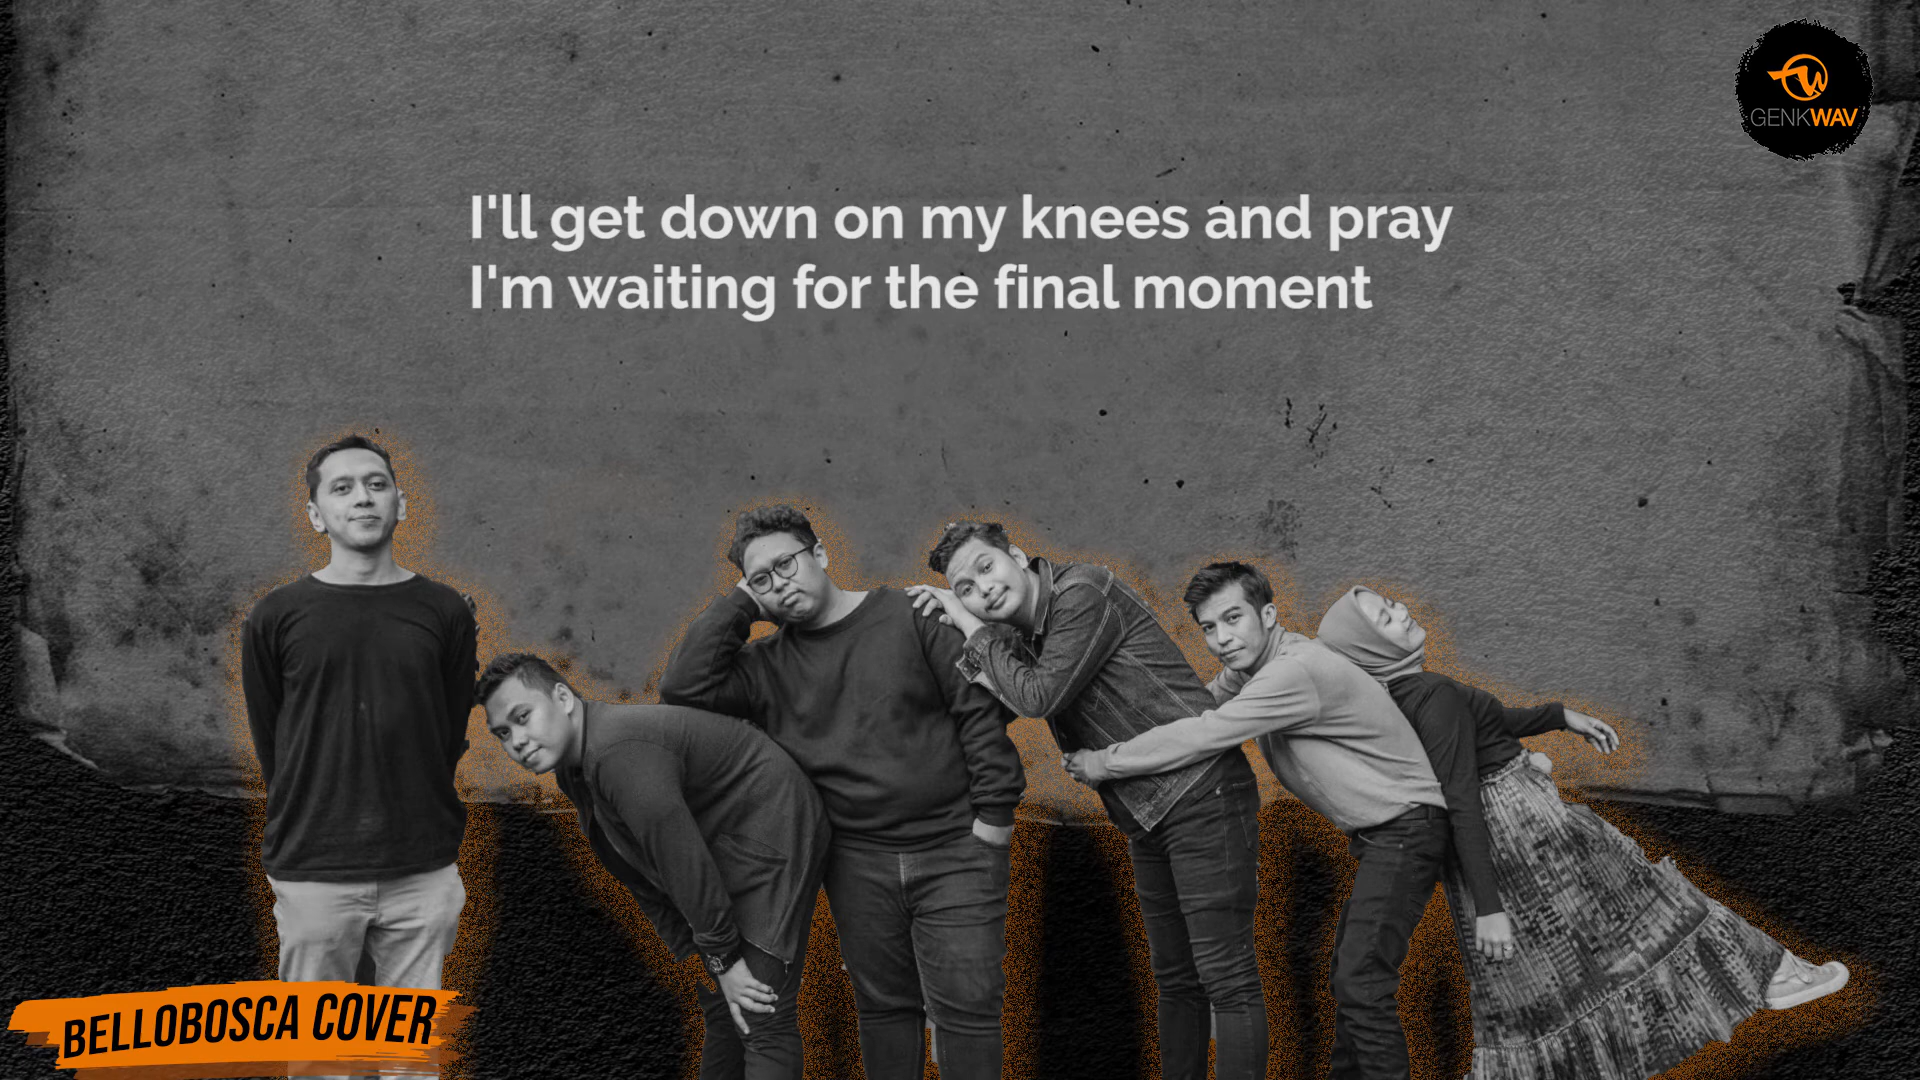 GENKWAV
I'll get down on my knees and pray
I'm waiting for the final moment
BELLOBOSCA COVER